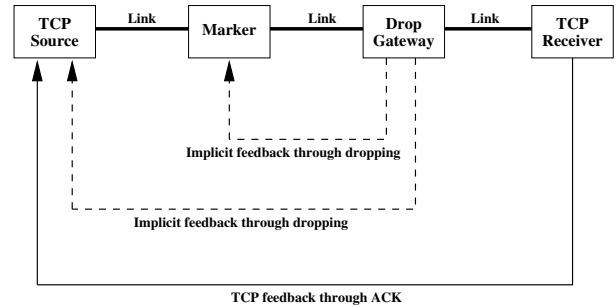 TCP
Source
Link
Marker
Link
Drop
Gateway
Link
TCP
Receiver
Implicit feedback through dropping
Implicit feedback through dropping
TCP feedback through ACK